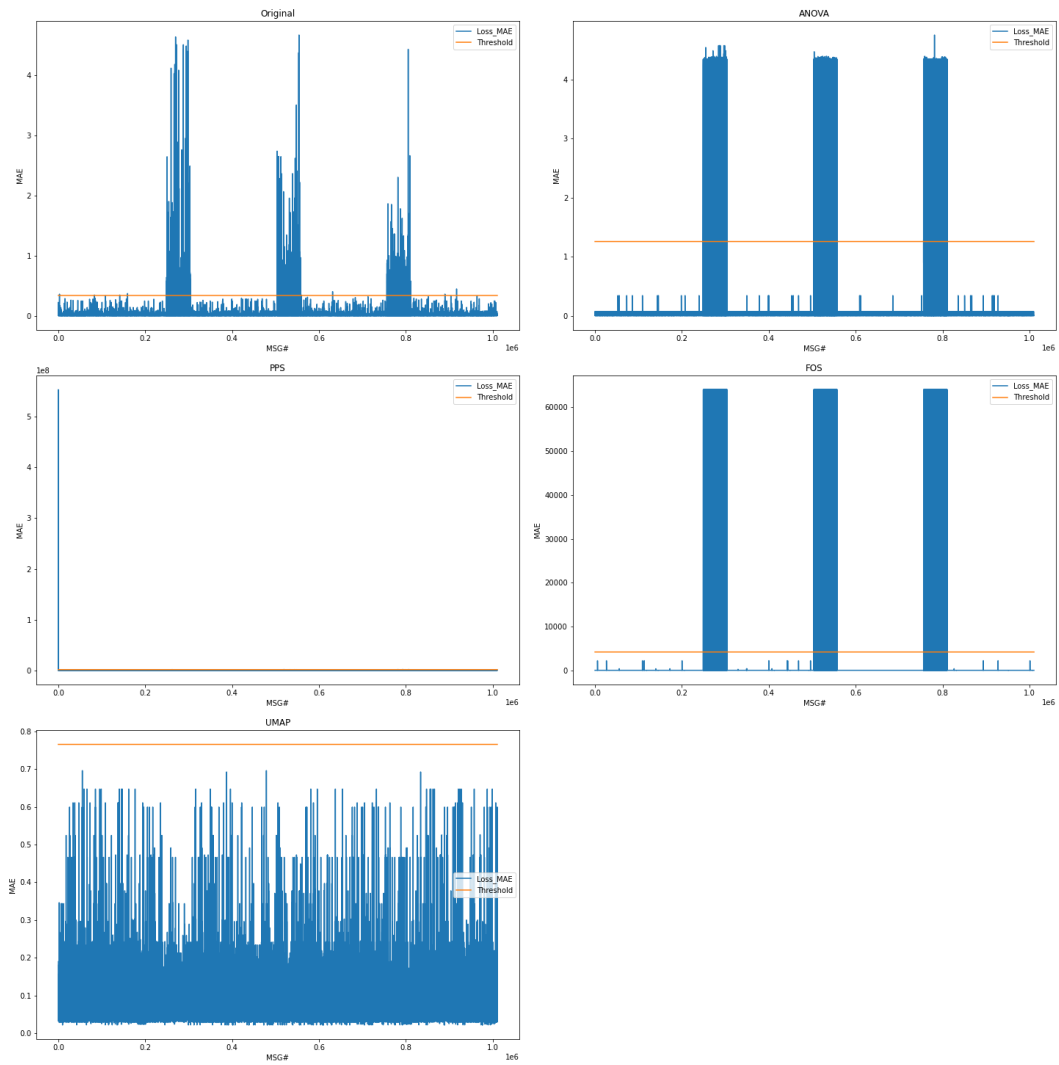 Original
Loss_MAE
Threshold
MAE
4
3
2
1
0
0.0 0.2 0.4 0.6 0.8 1.0
1e6
MSG#
ANOVA
Loss_MAE
Threshold
MAE
4
3
2
1
0
0.0 0.2 0.4 0.6 0.8 1.0
1e6
MSG#
PPS
1e8
Loss_MAE
Threshold
MAE
5
4
3
2
1
0
0.0 0.2 0.4 0.6 0.8 1.0
1e6
MSG#
FOS
Loss_MAE
Threshold
MAE
60000
50000
40000
30000
20000
10000
0
0.0 0.2 0.4 0.6 0.8 1.0
1e6
MSG#
UMAP
Loss_MAE
Threshold
MAE
0.8
0.7
0.6
0.5
0.4
0.3
0.2
0.1
0.0
0.0 0.2 0.4 0.6 0.8 1.0
1e6
MSG#